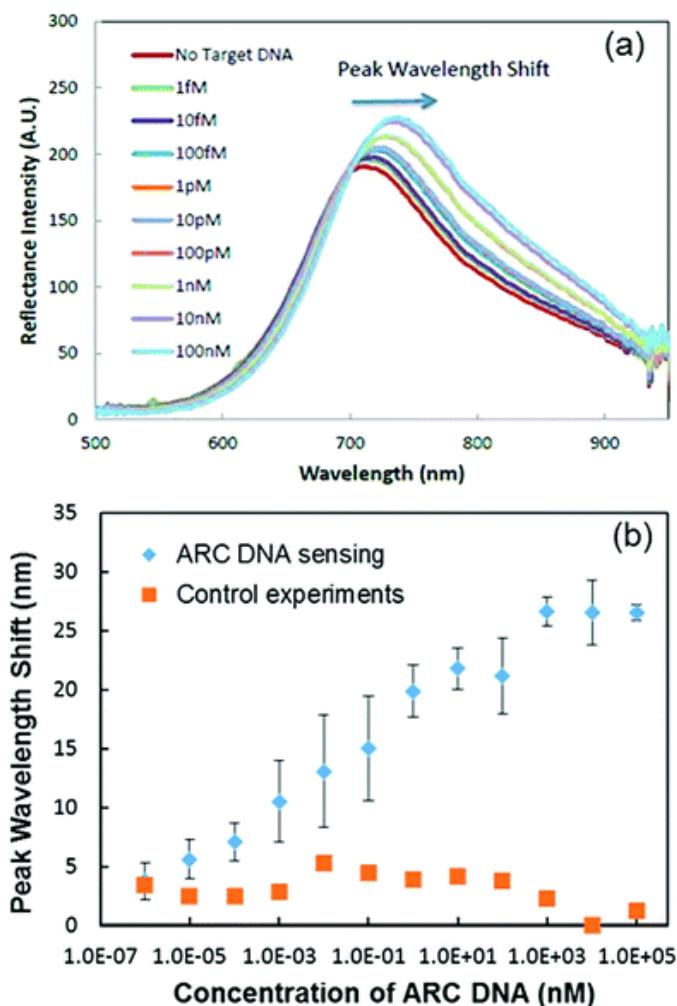 (a)
Peak Wavelength Shift
No Target DNA
1fM
10fM
100fM
1pM
10pM
100pM
1nM
10nM
100nM
Reflectance Intensity (A.U.)
300
250
200
150
100
50
0
500 600 700 800 900
Wavelength (nm)
(b)
ARC DNA sensing
Control experiments
Peak Wavelength Shift (nm)
35
30
25
20
15
10
5
0
1.0E-07 1.0E-05 1.0E-03 1.0E-01 1.0E+01 1.0E+03 1.0E+05
Concentration of ARC DNA (nM)